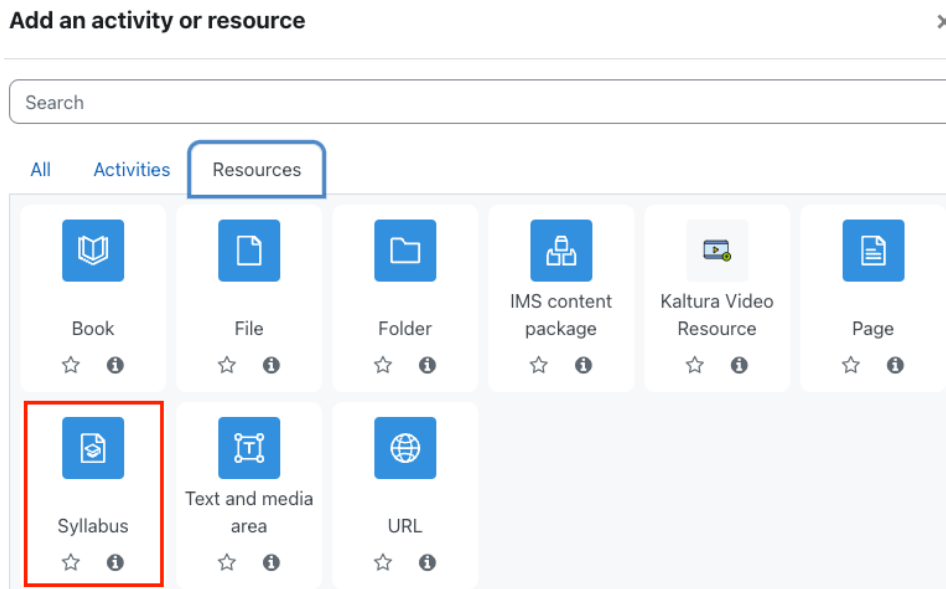 Add an activity or resource
Search
All Activities Resources
Book
File
Folder
IMS content
package
Kaltura Video
Resource
Page
Syllabus
Text and media
area
URL